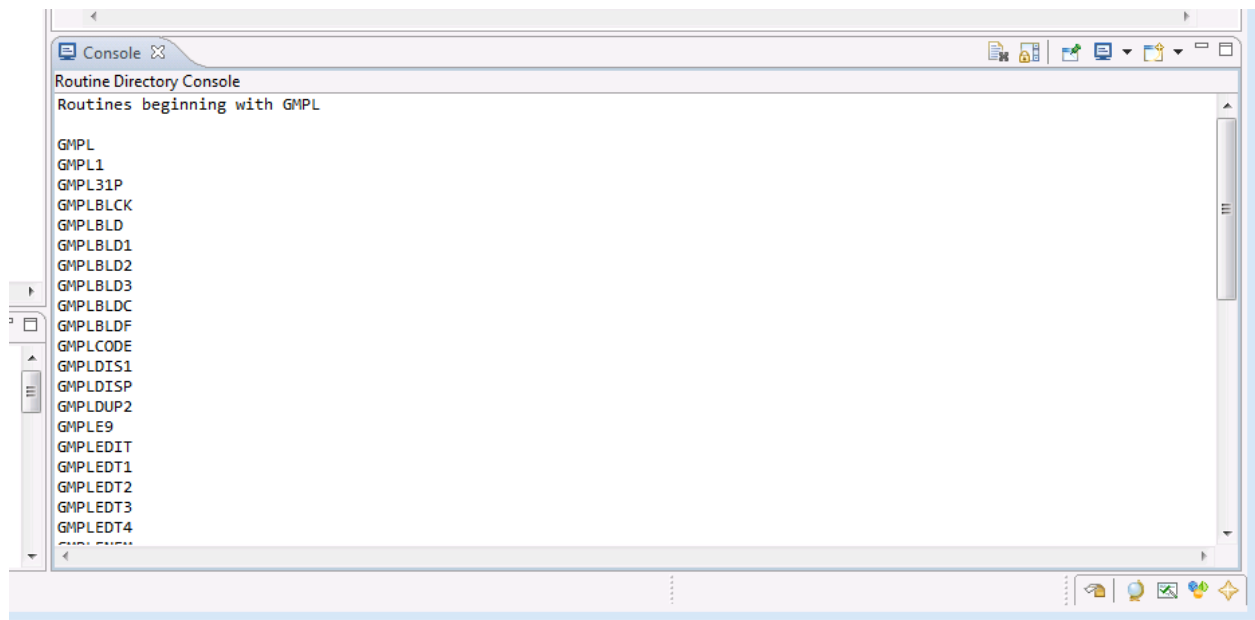 Console
Routine Directory Console
Routines beginning with GMPL
GMPL
GMPL1
GMPL31P
GMPLBLCK
GMPLBLD
GMPLBLD1
GMPLBLD2
GMPLBLD3
GMPLBLDC
GMPLBLDF
GMPLCODE
GMPLDIS1
GMPLDISP
GMPLDUP2
GMPLE9
GMPLEDIT
GMPLEDT1
GMPLEDT2
GMPLEDT3
GMPLEDT4